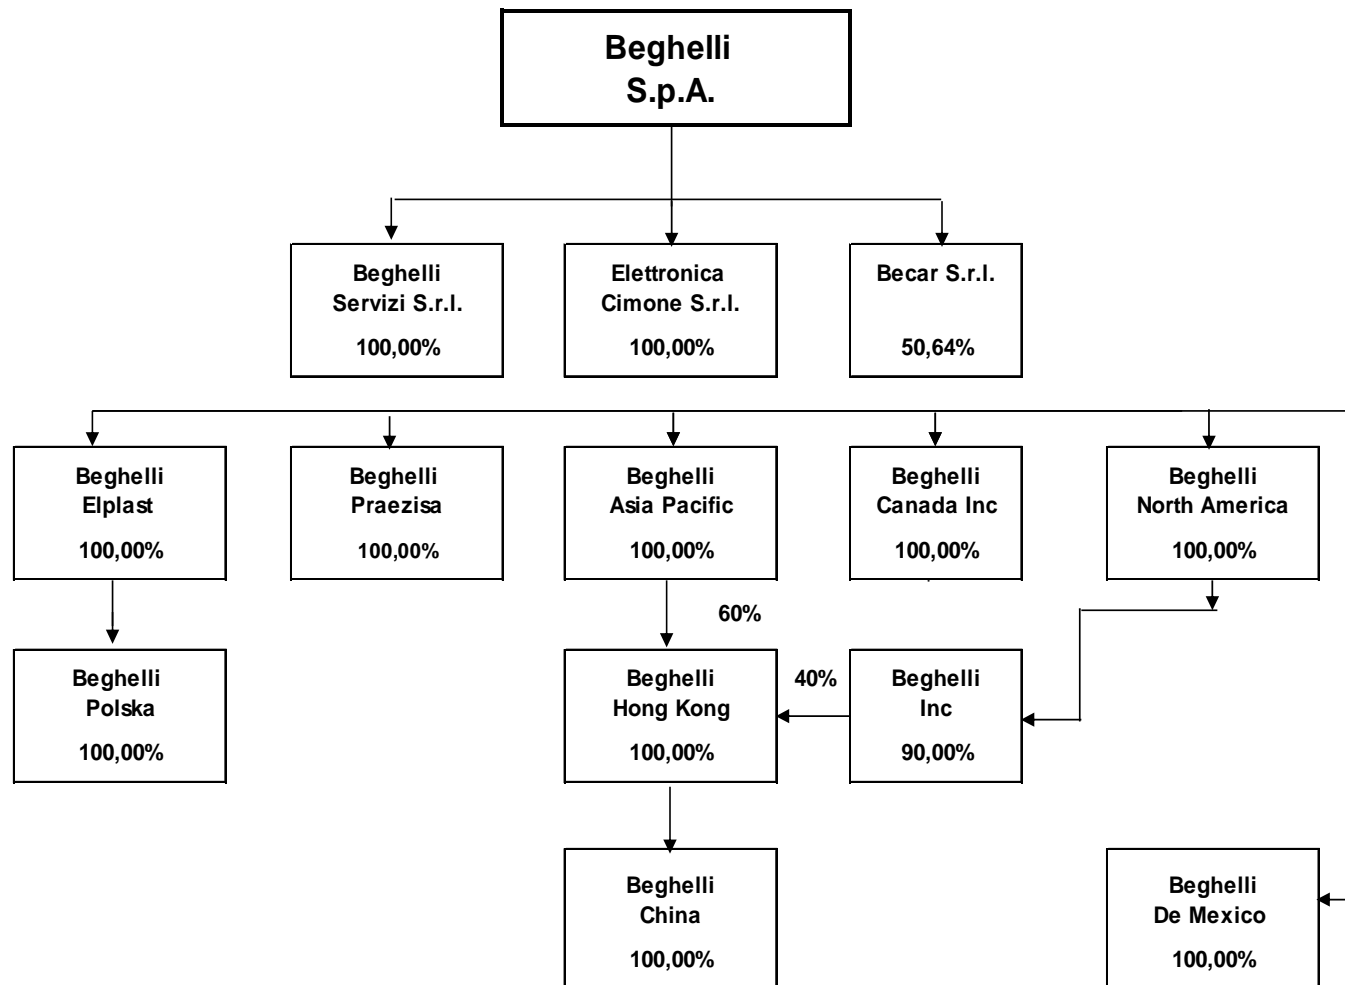 Beghelli
S.p.A.
Beghelli
Servizi S.r.l.
100,00%
Elettronica
Cimone S.r.l.
100,00%
Becar S.r.l.
50,64%
Beghelli
Elplast
100,00%
Beghelli
Praezisa
100,00%
Beghelli
Asia Pacific
100,00%
Beghelli
Canada Inc
100,00%
Beghelli
North America
100,00%
60%
Beghelli
Polska
100,00%
Beghelli
Hong Kong
100,00%
40%
Beghelli
Inc
90,00%
Beghelli
China
100,00%
Beghelli
De Mexico
100,00%